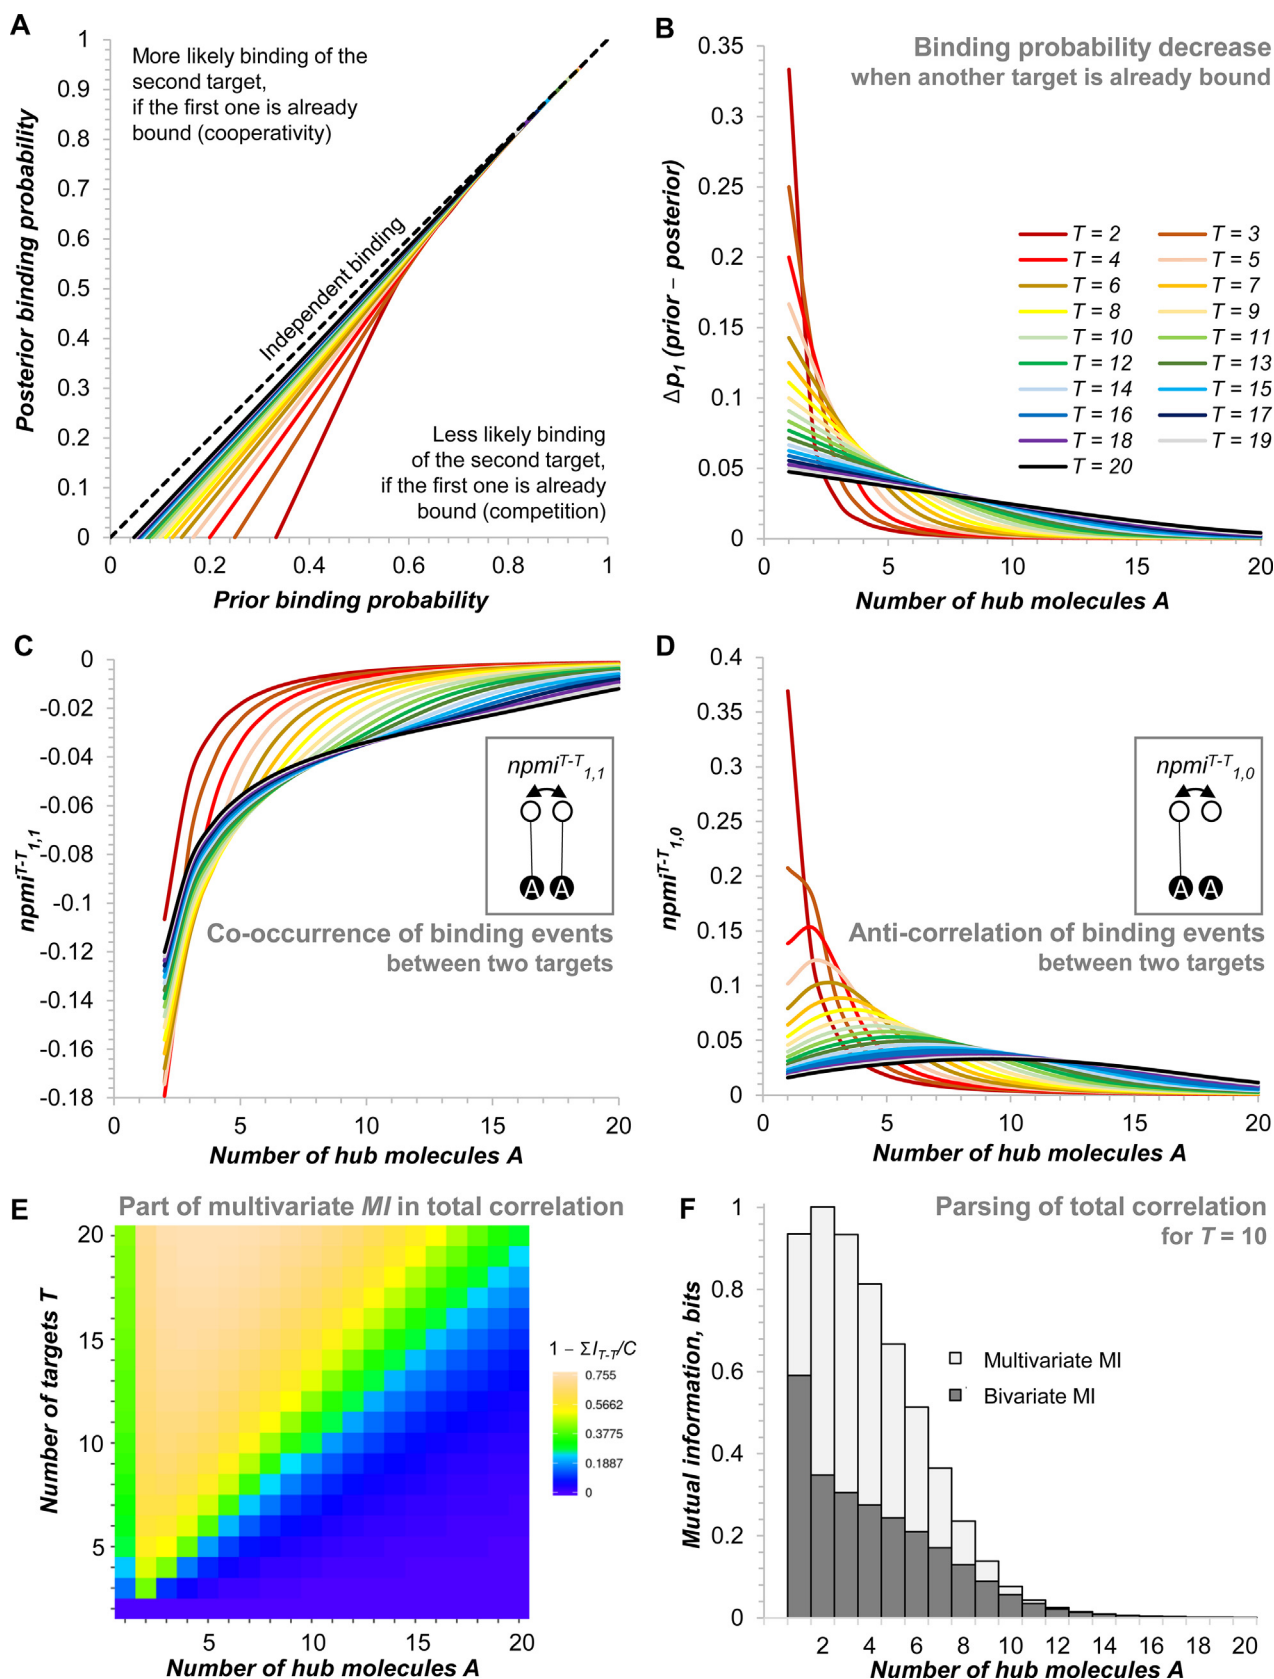 A
More likely binding of the
second target,
if the first one is already
bound (cooperativity)
Independent binding
Less likely binding
of the second target,
if the first one is already
bound (competition)
Posterior binding probability
1
0.9
0.8
0.7
0.6
0.5
0.4
0.3
0.2
0.1
0
0 0.2 0.4 0.6 0.8 1
Prior binding probability
B
Binding probability decrease
when another target is already bound
Δp1 (prior – posterior)
0.35
0.3
0.25
0.2
0.15
0.1
0.05
0
T = 2 T = 3
T = 4 T = 5
T = 6 T = 7
T = 8 T = 9
T = 10 T = 11
T = 12 T = 13
T = 14 T = 15
T = 16 T = 17
T = 18 T = 19
T = 20
0 5 10 15 20
Number of hub molecules A
C
npmiT-T1,1
0
-0.02
-0.04
-0.06
-0.08
-0.1
-0.12
-0.14
-0.16
-0.18
npmiT-T1,1
A A
Co-occurrence of binding events
between two targets
0 5 10 15 20
Number of hub molecules A
D
npmiT-T1,0
0.4
0.35
0.3
0.25
0.2
0.15
0.1
0.05
0
npmiT-T1,0
A A
Anti-correlation of binding events
between two targets
0 5 10 15 20
Number of hub molecules A
E
Part of multivariate MI in total correlation
Number of targets T
20
15
10
5
1 – ΣIT-T/C
0.755
0.5662
0.3775
0.1887
0
5 10 15 20
Number of hub molecules A
F
Parsing of total correlation
for T = 10
Mutual information, bits
1
0.8
0.6
0.4
0.2
0
Multivariate MI
Bivariate MI
2 4 6 8 10 12 14 16 18 20
Number of hub molecules A